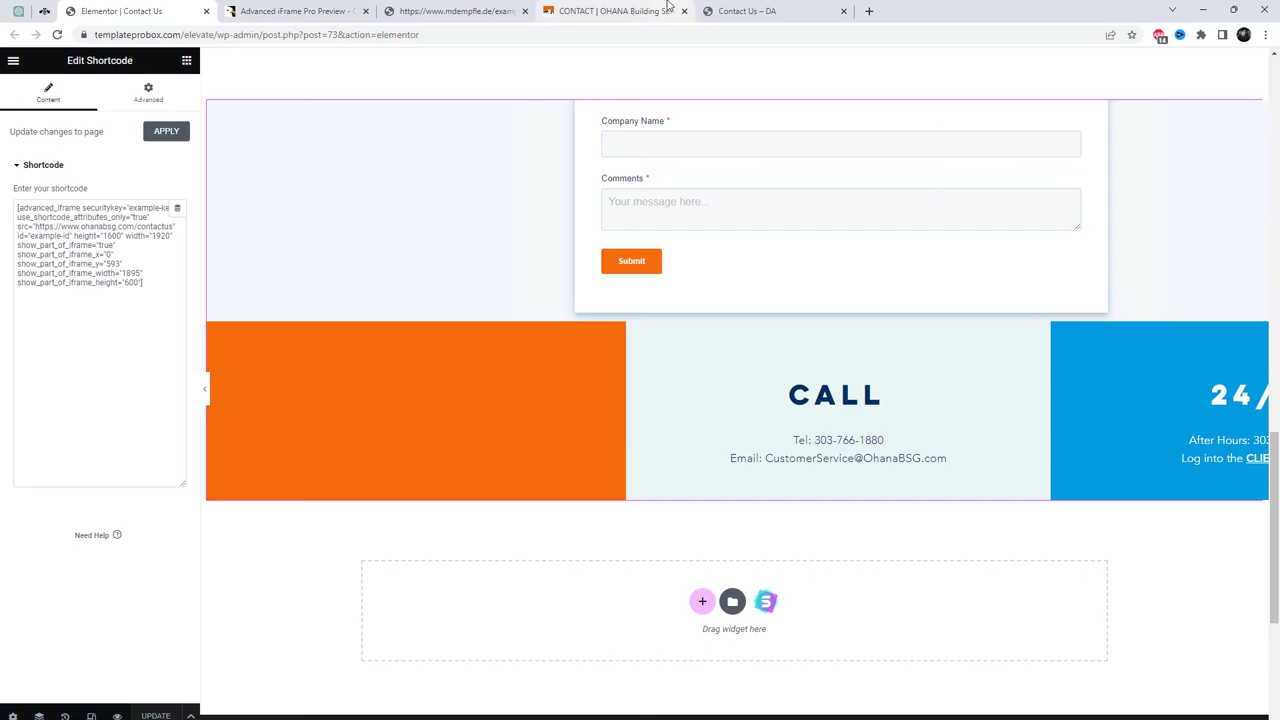 Elementor | Contact Us
Advanced iFrame Pro Preview - C
https://www.mdempfle.de/exam
CONTACT | OHANA Building Se
Contact Us – DA
templateprobox.com/elevate/wp-admin/post.php?post=73&action=elementor
14
Edit Shortcode
Content
Advanced
Update changes to page
APPLY
Shortcode
Enter your shortcode
[advanced_iframe securitykey="example-ke
use_shortcode_attributes_only="true"
src="https://www.ohanabsg.com/contactus"
id="example-id" height="1600" width="1920"
show_part_of_iframe="true"
show_part_of_iframe_x="0"
show_part_of_iframe_y="593"
show_part_of_iframe_width="1895"
show_part_of_iframe_height="600"]
Need Help
UPDATE
Company Name *
Comments *
Your message here...
Submit
CALL
Tel: 303-766-1880
Email: CustomerService@OhanaBSG.com
24/
After Hours: 303
Log into the CLIE
Drag widget here